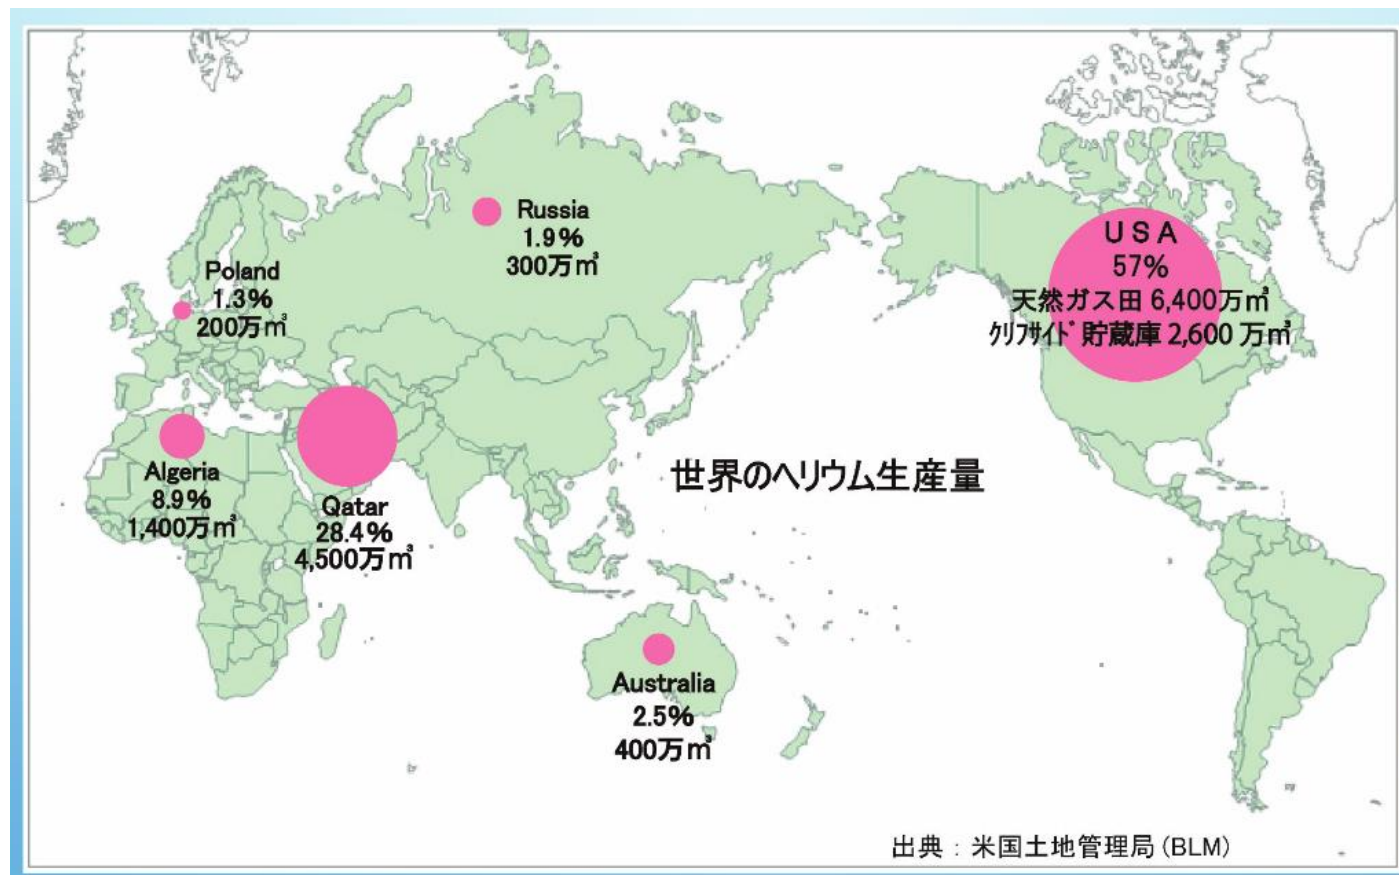 Russia
1.9%
300万㎥
Poland
1.3%
200万㎥
USA
57%
天然ガス田 6,400万㎥
ｸﾘﾌｻｲﾄﾞ 貯蔵庫 2,600 万㎥
Algeria
8.9%
1,400万㎥
Qatar
28.4%
4,500万㎥
世界のヘリウム生産量
Australia
2.5%
400万㎥
出典 : 米国土地管理局 (BLM)